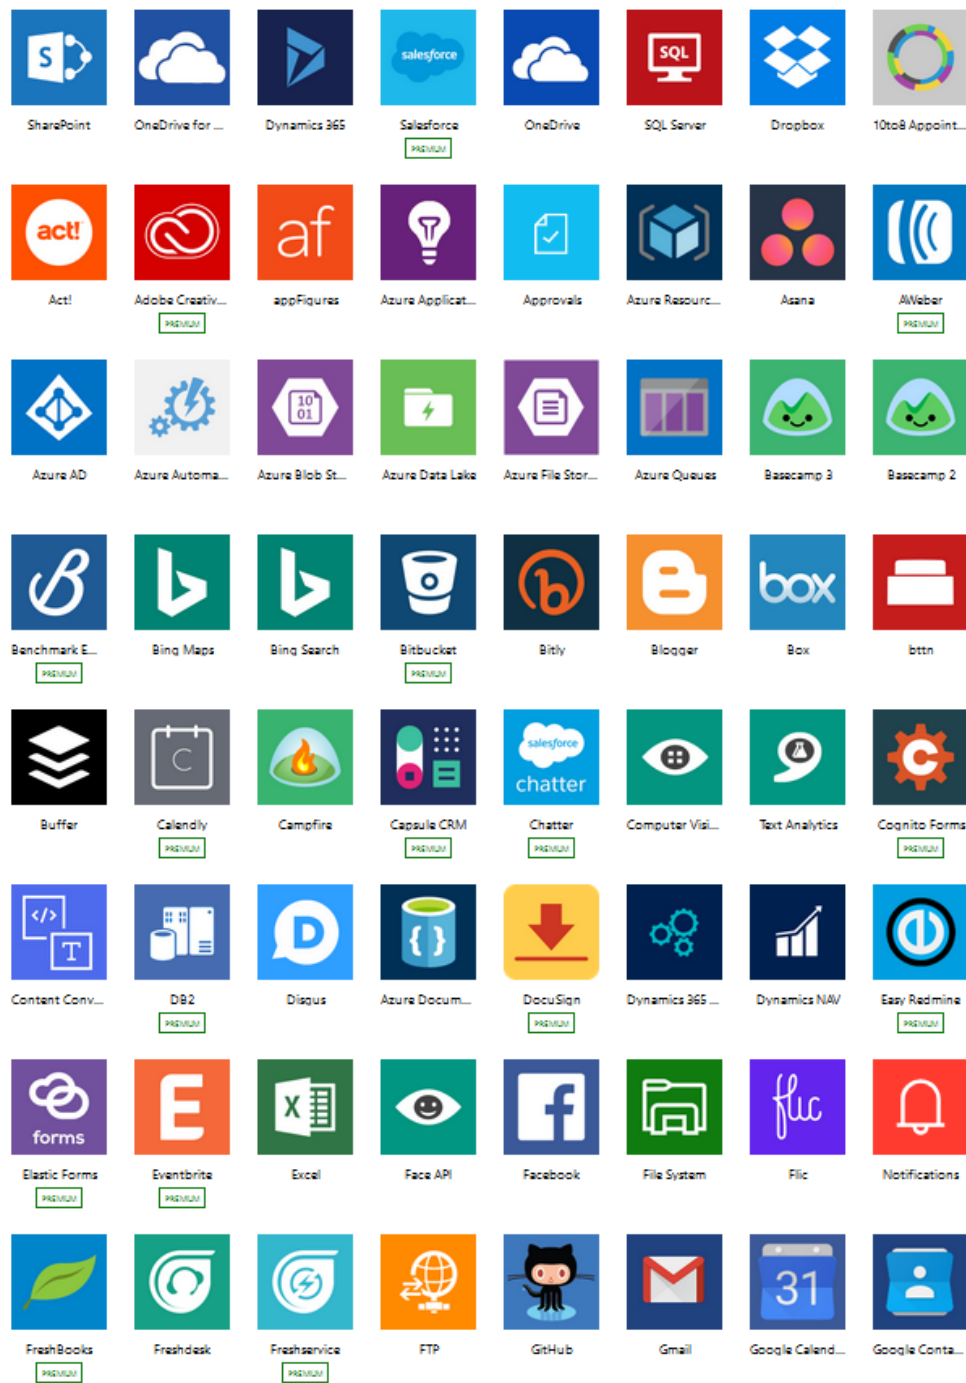 S
salesforce
SQL
SharePoint
OneDrive for ...
Dynamics 365
Salesforce
OneDrive
SQL Server
Dropbox
10to8 Appoint...
PREMIUM
act!
af
Act!
Adobe Creativ...
appFigures
Azure Applicat...
Approvals
Azure Resourc...
Asana
AWeber
PREMIUM
PREMIUM
10
01
Azure AD
Azure Automa...
Azure Blob St...
Azure Data Lake
Azure File Stor...
Azure Queues
Basecamp 3
Basecamp 2
B
b
b
b
B
box
Benchmark E...
Bing Maps
Bing Search
Bitbucket
Bitly
Blogger
Box
bttn
PREMIUM
PREMIUM
C
salesforce
chatter
C
Buffer
Calendly
Campfire
Capsule CRM
Chatter
Computer Visi...
Text Analytics
Cognito Forms
PREMIUM
PREMIUM
PREMIUM
PREMIUM
</>
T
D
{ }
e
Content Conv...
DB2
Disqus
Azure Docum...
DocuSign
Dynamics 365 ...
Dynamics NAV
Easy Redmine
PREMIUM
PREMIUM
PREMIUM
forms
E
X
f
flic
Elastic Forms
Eventbrite
Excel
Face API
Facebook
File System
Flic
Notifications
PREMIUM
PREMIUM
M
31
FreshBooks
Freshdesk
Freshservice
FTP
GitHub
Gmail
Google Calend...
Google Conta...
PREMIUM
PREMIUM